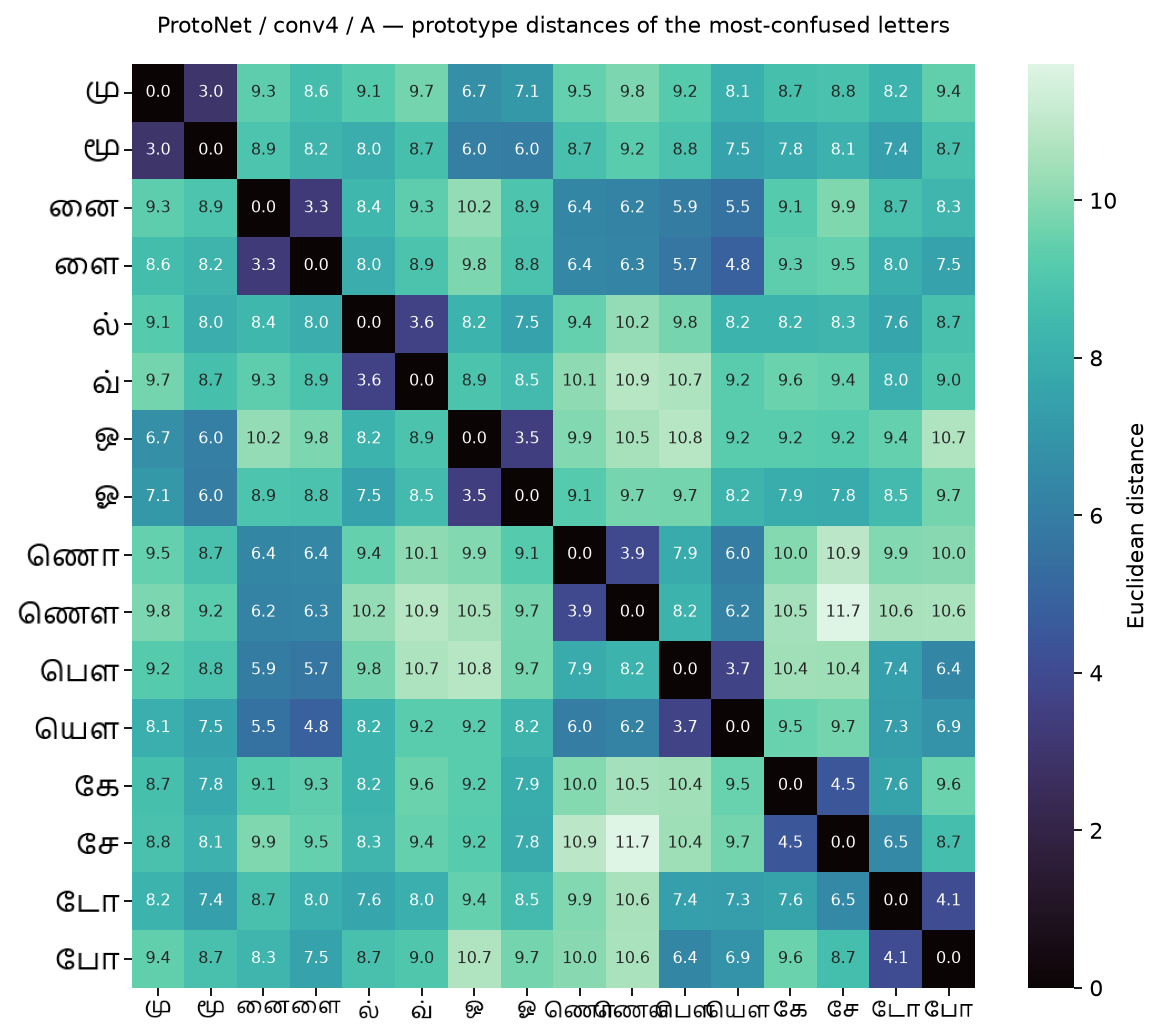 ProtoNet / conv4 / A — prototype distances of the most-confused letters
மு 0.0 3.0 9.3 8.6 9.1 9.7 6.7 7.1 9.5 9.8 9.2 8.1 8.7 8.8 8.2 9.4
மூ 3.0 0.0 8.9 8.2 8.0 8.7 6.0 6.0 8.7 9.2 8.8 7.5 7.8 8.1 7.4 8.7
னை 9.3 8.9 0.0 3.3 8.4 9.3 10.2 8.9 6.4 6.2 5.9 5.5 9.1 9.9 8.7 8.3
ளை 8.6 8.2 3.3 0.0 8.0 8.9 9.8 8.8 6.4 6.3 5.7 4.8 9.3 9.5 8.0 7.5
ல் 9.1 8.0 8.4 8.0 0.0 3.6 8.2 7.5 9.4 10.2 9.8 8.2 8.2 8.3 7.6 8.7
வ் 9.7 8.7 9.3 8.9 3.6 0.0 8.9 8.5 10.1 10.9 10.7 9.2 9.6 9.4 8.0 9.0
ஒ 6.7 6.0 10.2 9.8 8.2 8.9 0.0 3.5 9.9 10.5 10.8 9.2 9.2 9.2 9.4 10.7
ஓ 7.1 6.0 8.9 8.8 7.5 8.5 3.5 0.0 9.1 9.7 9.7 8.2 7.9 7.8 8.5 9.7
ணொ 9.5 8.7 6.4 6.4 9.4 10.1 9.9 9.1 0.0 3.9 7.9 6.0 10.0 10.9 9.9 10.0
ணௌ 9.8 9.2 6.2 6.3 10.2 10.9 10.5 9.7 3.9 0.0 8.2 6.2 10.5 11.7 10.6 10.6
பௌ 9.2 8.8 5.9 5.7 9.8 10.7 10.8 9.7 7.9 8.2 0.0 3.7 10.4 10.4 7.4 6.4
யௌ 8.1 7.5 5.5 4.8 8.2 9.2 9.2 8.2 6.0 6.2 3.7 0.0 9.5 9.7 7.3 6.9
கே 8.7 7.8 9.1 9.3 8.2 9.6 9.2 7.9 10.0 10.5 10.4 9.5 0.0 4.5 7.6 9.6
சே 8.8 8.1 9.9 9.5 8.3 9.4 9.2 7.8 10.9 11.7 10.4 9.7 4.5 0.0 6.5 8.7
டோ 8.2 7.4 8.7 8.0 7.6 8.0 9.4 8.5 9.9 10.6 7.4 7.3 7.6 6.5 0.0 4.1
போ 9.4 8.7 8.3 7.5 8.7 9.0 10.7 9.7 10.0 10.6 6.4 6.9 9.6 8.7 4.1 0.0
மு மூ னை ளை ல் வ் ஒ ஓ ணொ ணௌ பௌ யௌ கே சே டோ போ
10
8
6
4
2
0
Euclidean distance